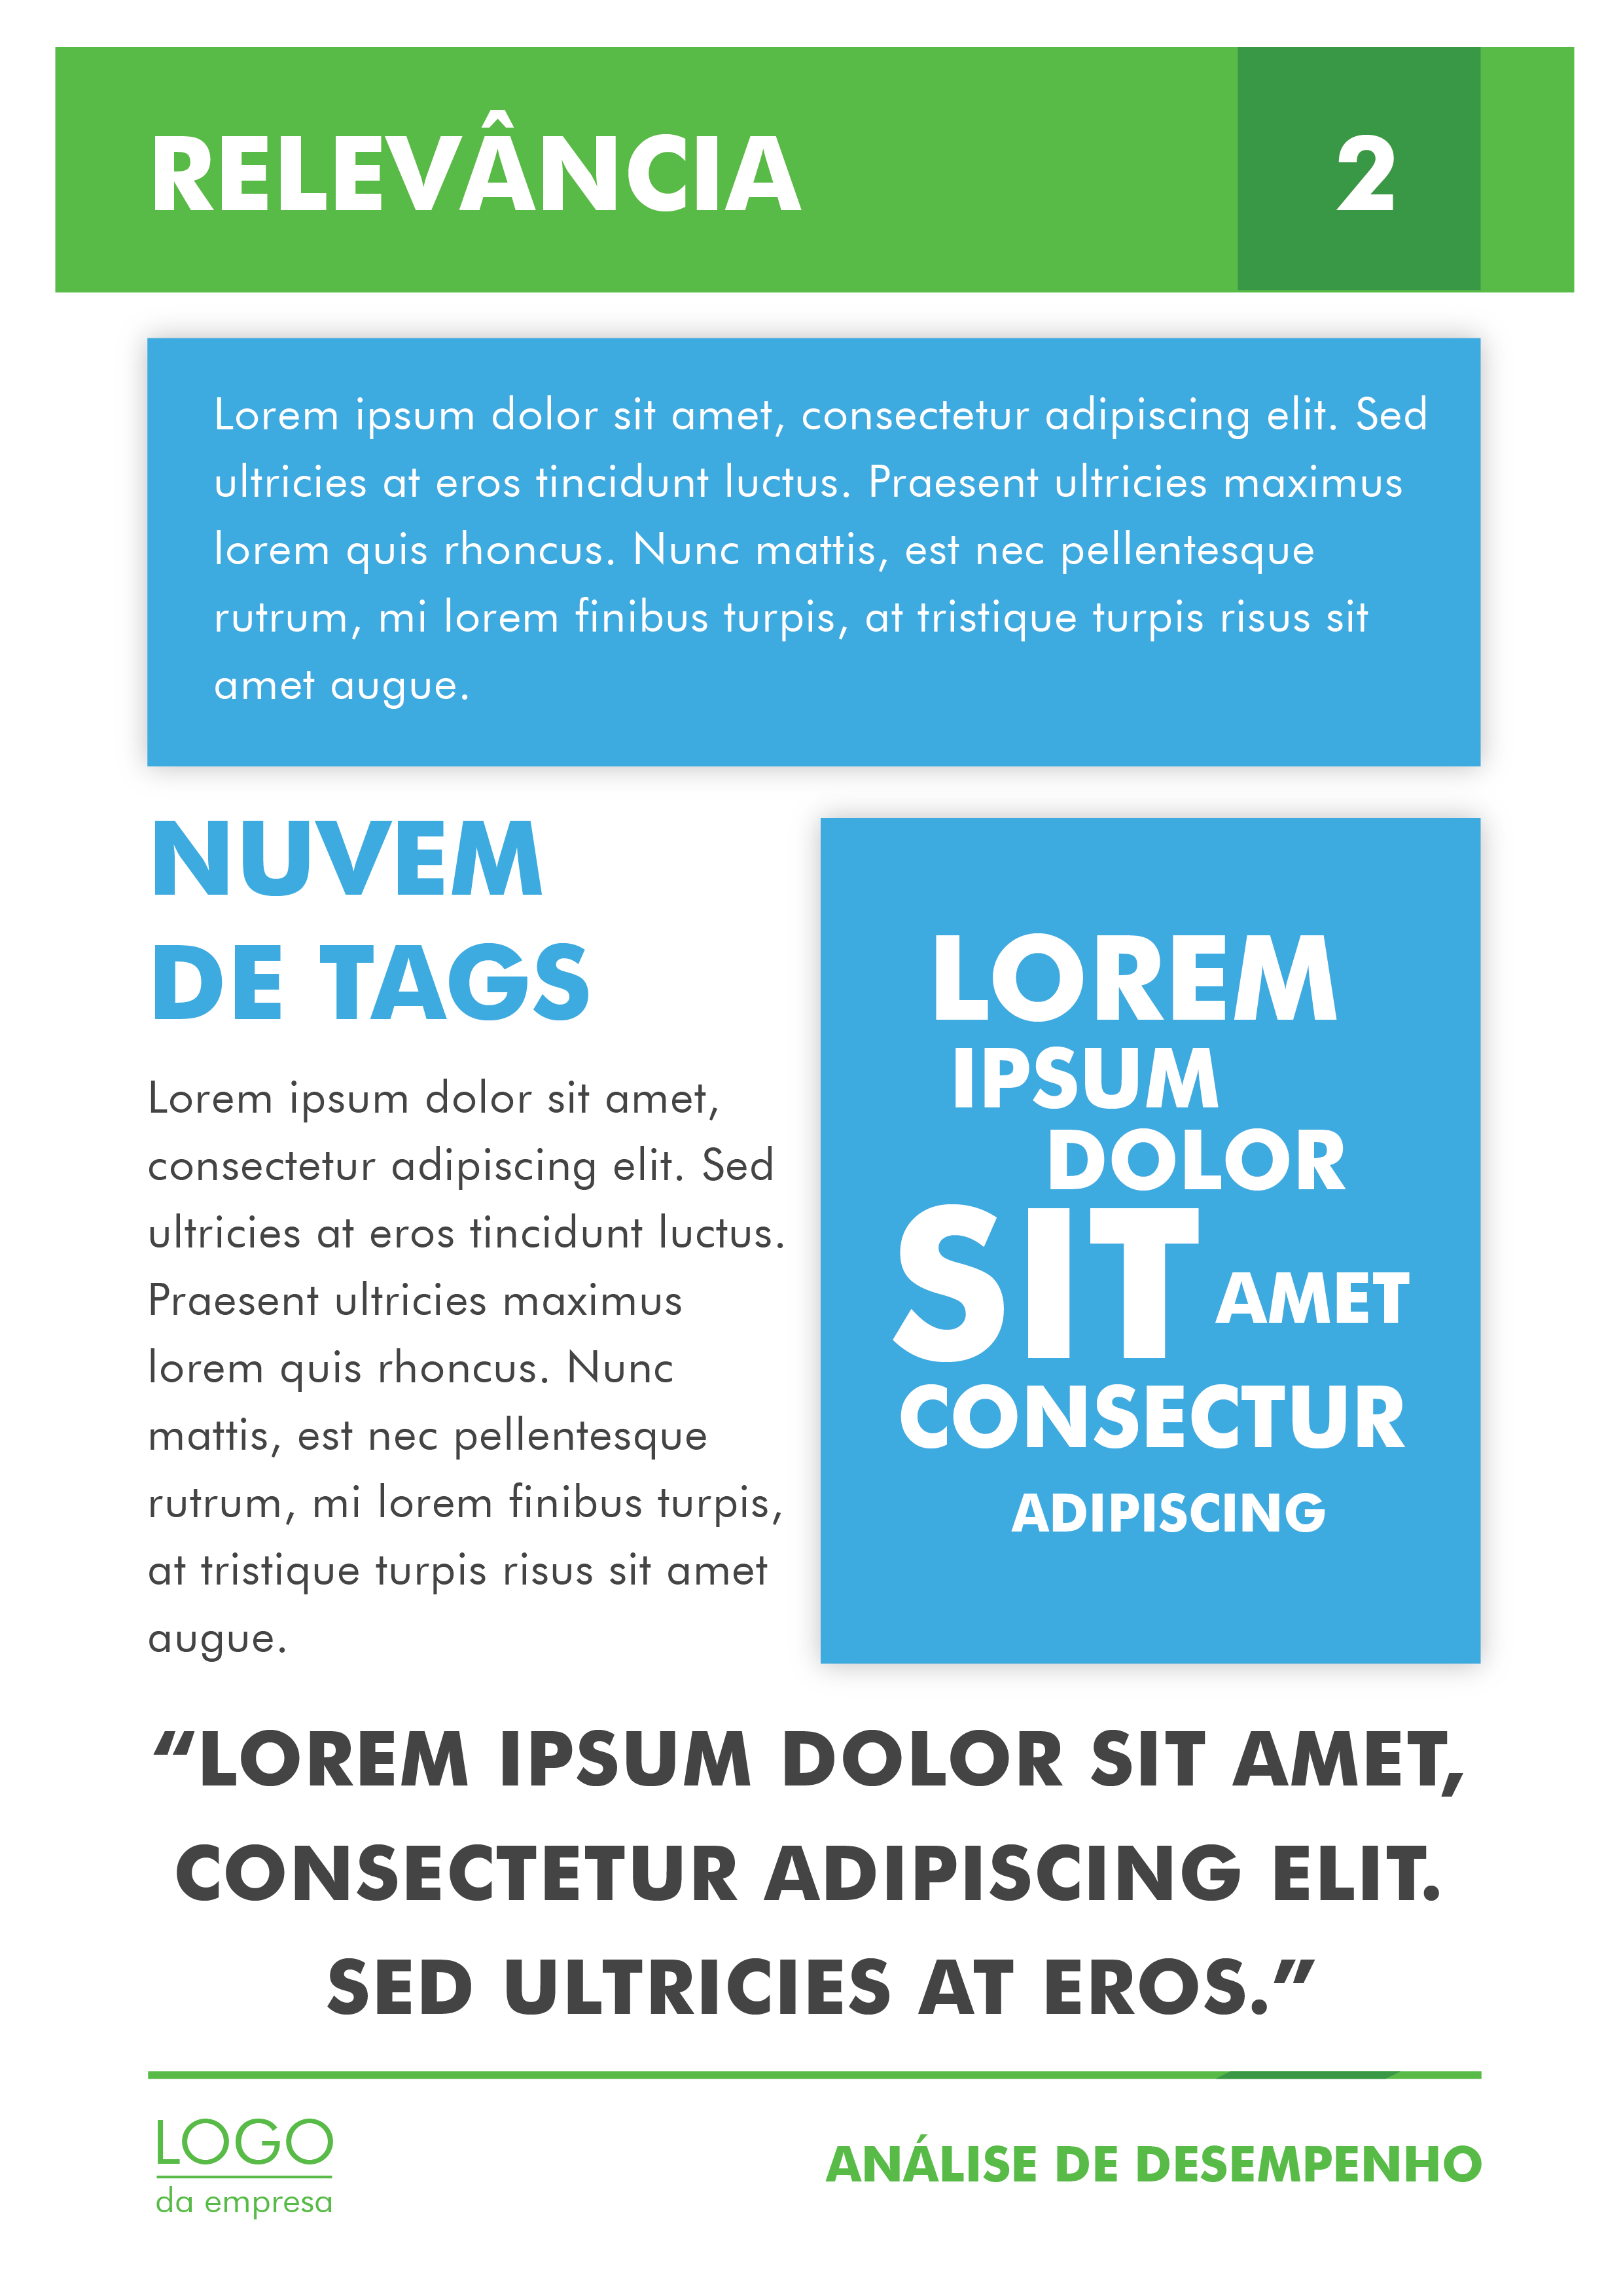 RELEVÂNCIA
2
Lorem ipsum dolor sit amet, consectetur adipiscing elit. Sed
ultricies at eros tincidunt luctus. Praesent ultricies maximus
lorem quis rhoncus. Nunc mattis, est nec pellentesque
rutrum, mi lorem finibus turpis, at tristique turpis risus sit
amet augue.
NUVEM
DE TAGS
Lorem ipsum dolor sit amet,
consectetur adipiscing elit. Sed
ultricies at eros tincidunt luctus.
Praesent ultricies maximus
lorem quis rhoncus. Nunc
mattis, est nec pellentesque
rutrum, mi lorem finibus turpis,
at tristique turpis risus sit amet
augue.
LOREM
IPSUM
DOLOR
SIT
AMET
CONSECTUR
ADIPISCING
“LOREM IPSUM DOLOR SIT AMET,
CONSECTETUR ADIPISCING ELIT.
SED ULTRICIES AT EROS.”
LOGO
da empresa
ANÁLISE DE DESEMPENHO